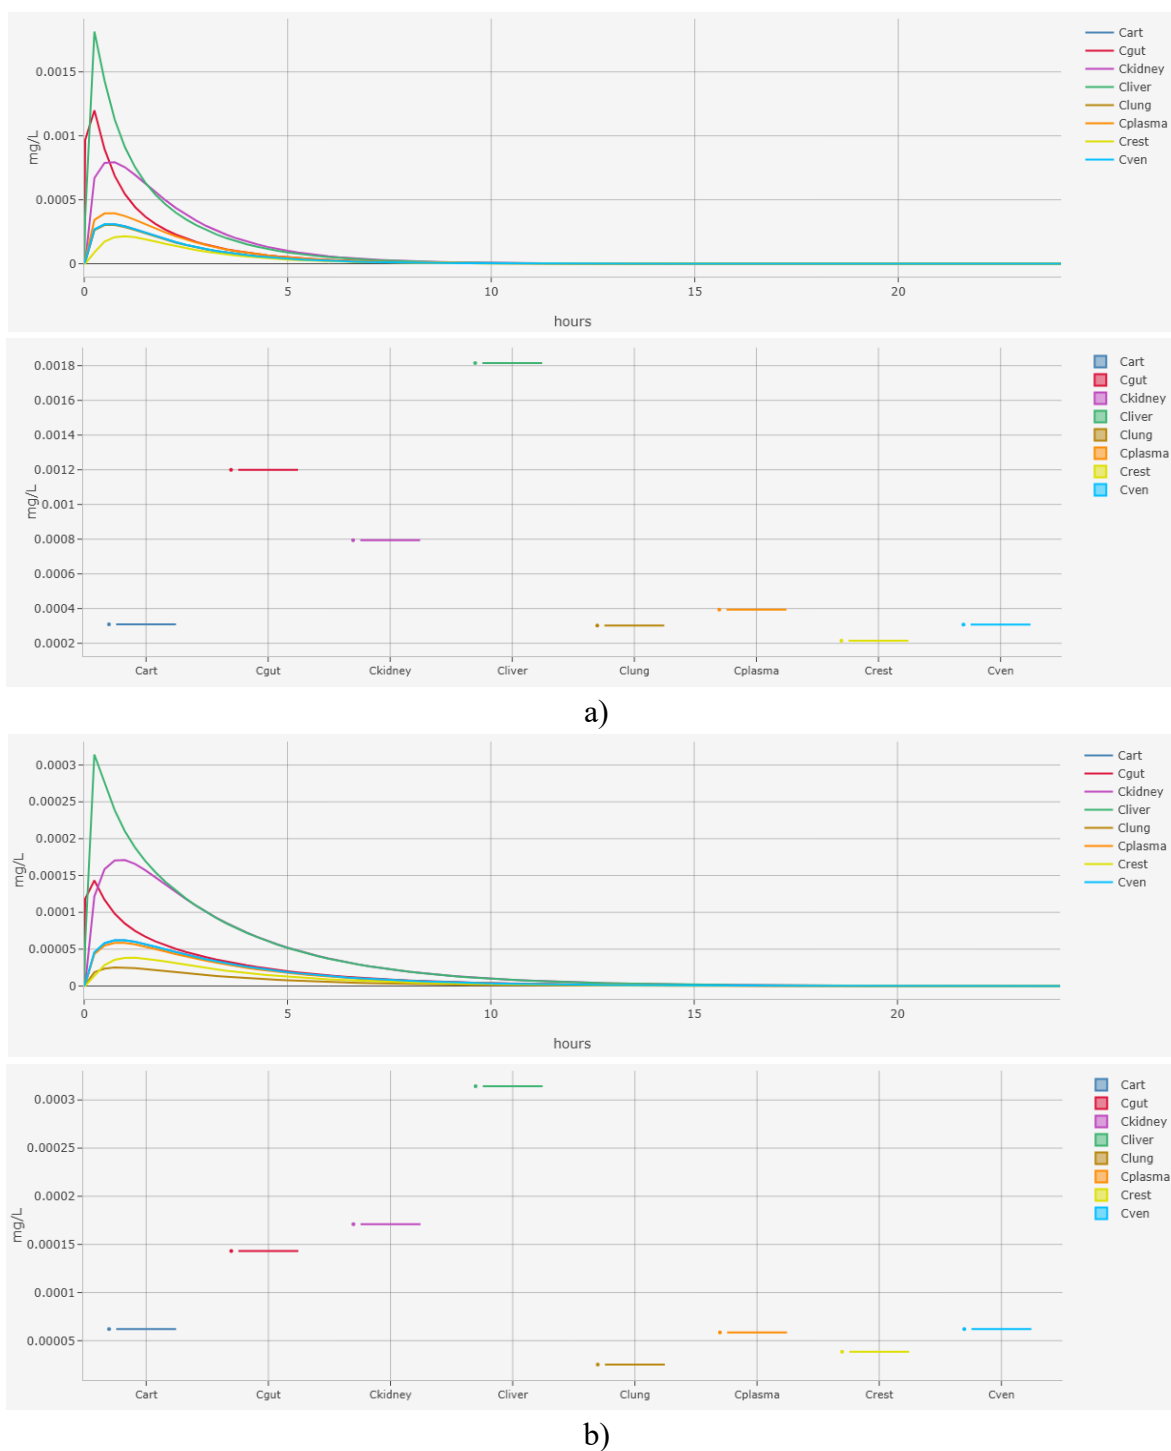 0.0015
0.001
0.0005
0
mg/L
0 5 10 15 20
hours
Cart
Cgut
Ckidney
Cliver
Clung
Cplasma
Crest
Cven
0.0018
0.0016
0.0014
0.0012
0.001
0.0008
0.0006
0.0004
0.0002
mg/L
Cart Cgut Ckidney Cliver Clung Cplasma Crest Cven
Cart
Cgut
Ckidney
Cliver
Clung
Cplasma
Crest
Cven
a)
0.0003
0.00025
0.0002
0.00015
0.0001
0.00005
0
mg/L
0 5 10 15 20
hours
Cart
Cgut
Ckidney
Cliver
Clung
Cplasma
Crest
Cven
0.0003
0.00025
0.0002
0.00015
0.0001
0.00005
mg/L
Cart Cgut Ckidney Cliver Clung Cplasma Crest Cven
Cart
Cgut
Ckidney
Cliver
Clung
Cplasma
Crest
Cven
b)